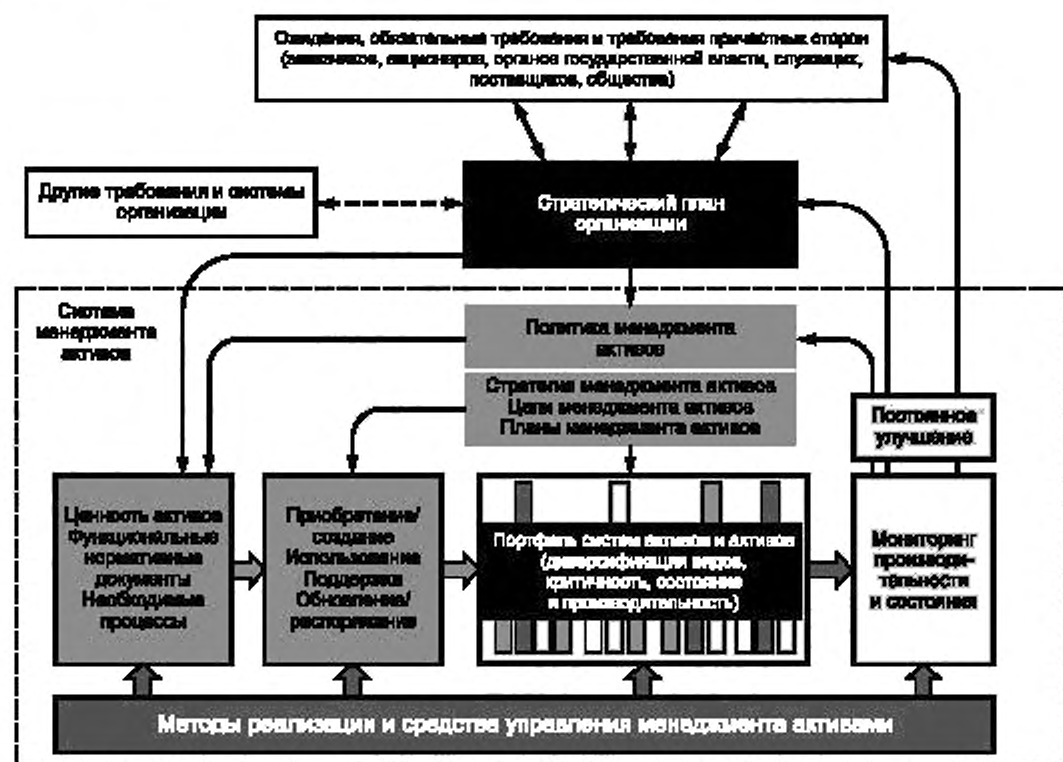 Ожидания, обязательные требования и требования причастных сторон
(заказчиков, акционеров, органов государственной власти, служащих,
поставщиков, общества)
Другие требования и системы
организации
Стратегический план
организации
Система
менеджмента
активов
Политика менеджмента
активов
Стратегия менеджмента активов
Цели менеджмента активов
Планы менеджмента активов
Постоянное
улучшение
Ценность активов
Функциональные
нормативные
документы
Необходимые
процессы
Приобретение/
создание
Использование
Поддержка
Обновление/
распоряжение
Портфель систем активов и активов
(диверсификация видов,
критичность, состояние
и производительность)
Мониторинг
производи-
тельности
и состояния
Методы реализации и средства управления менеджмента активами